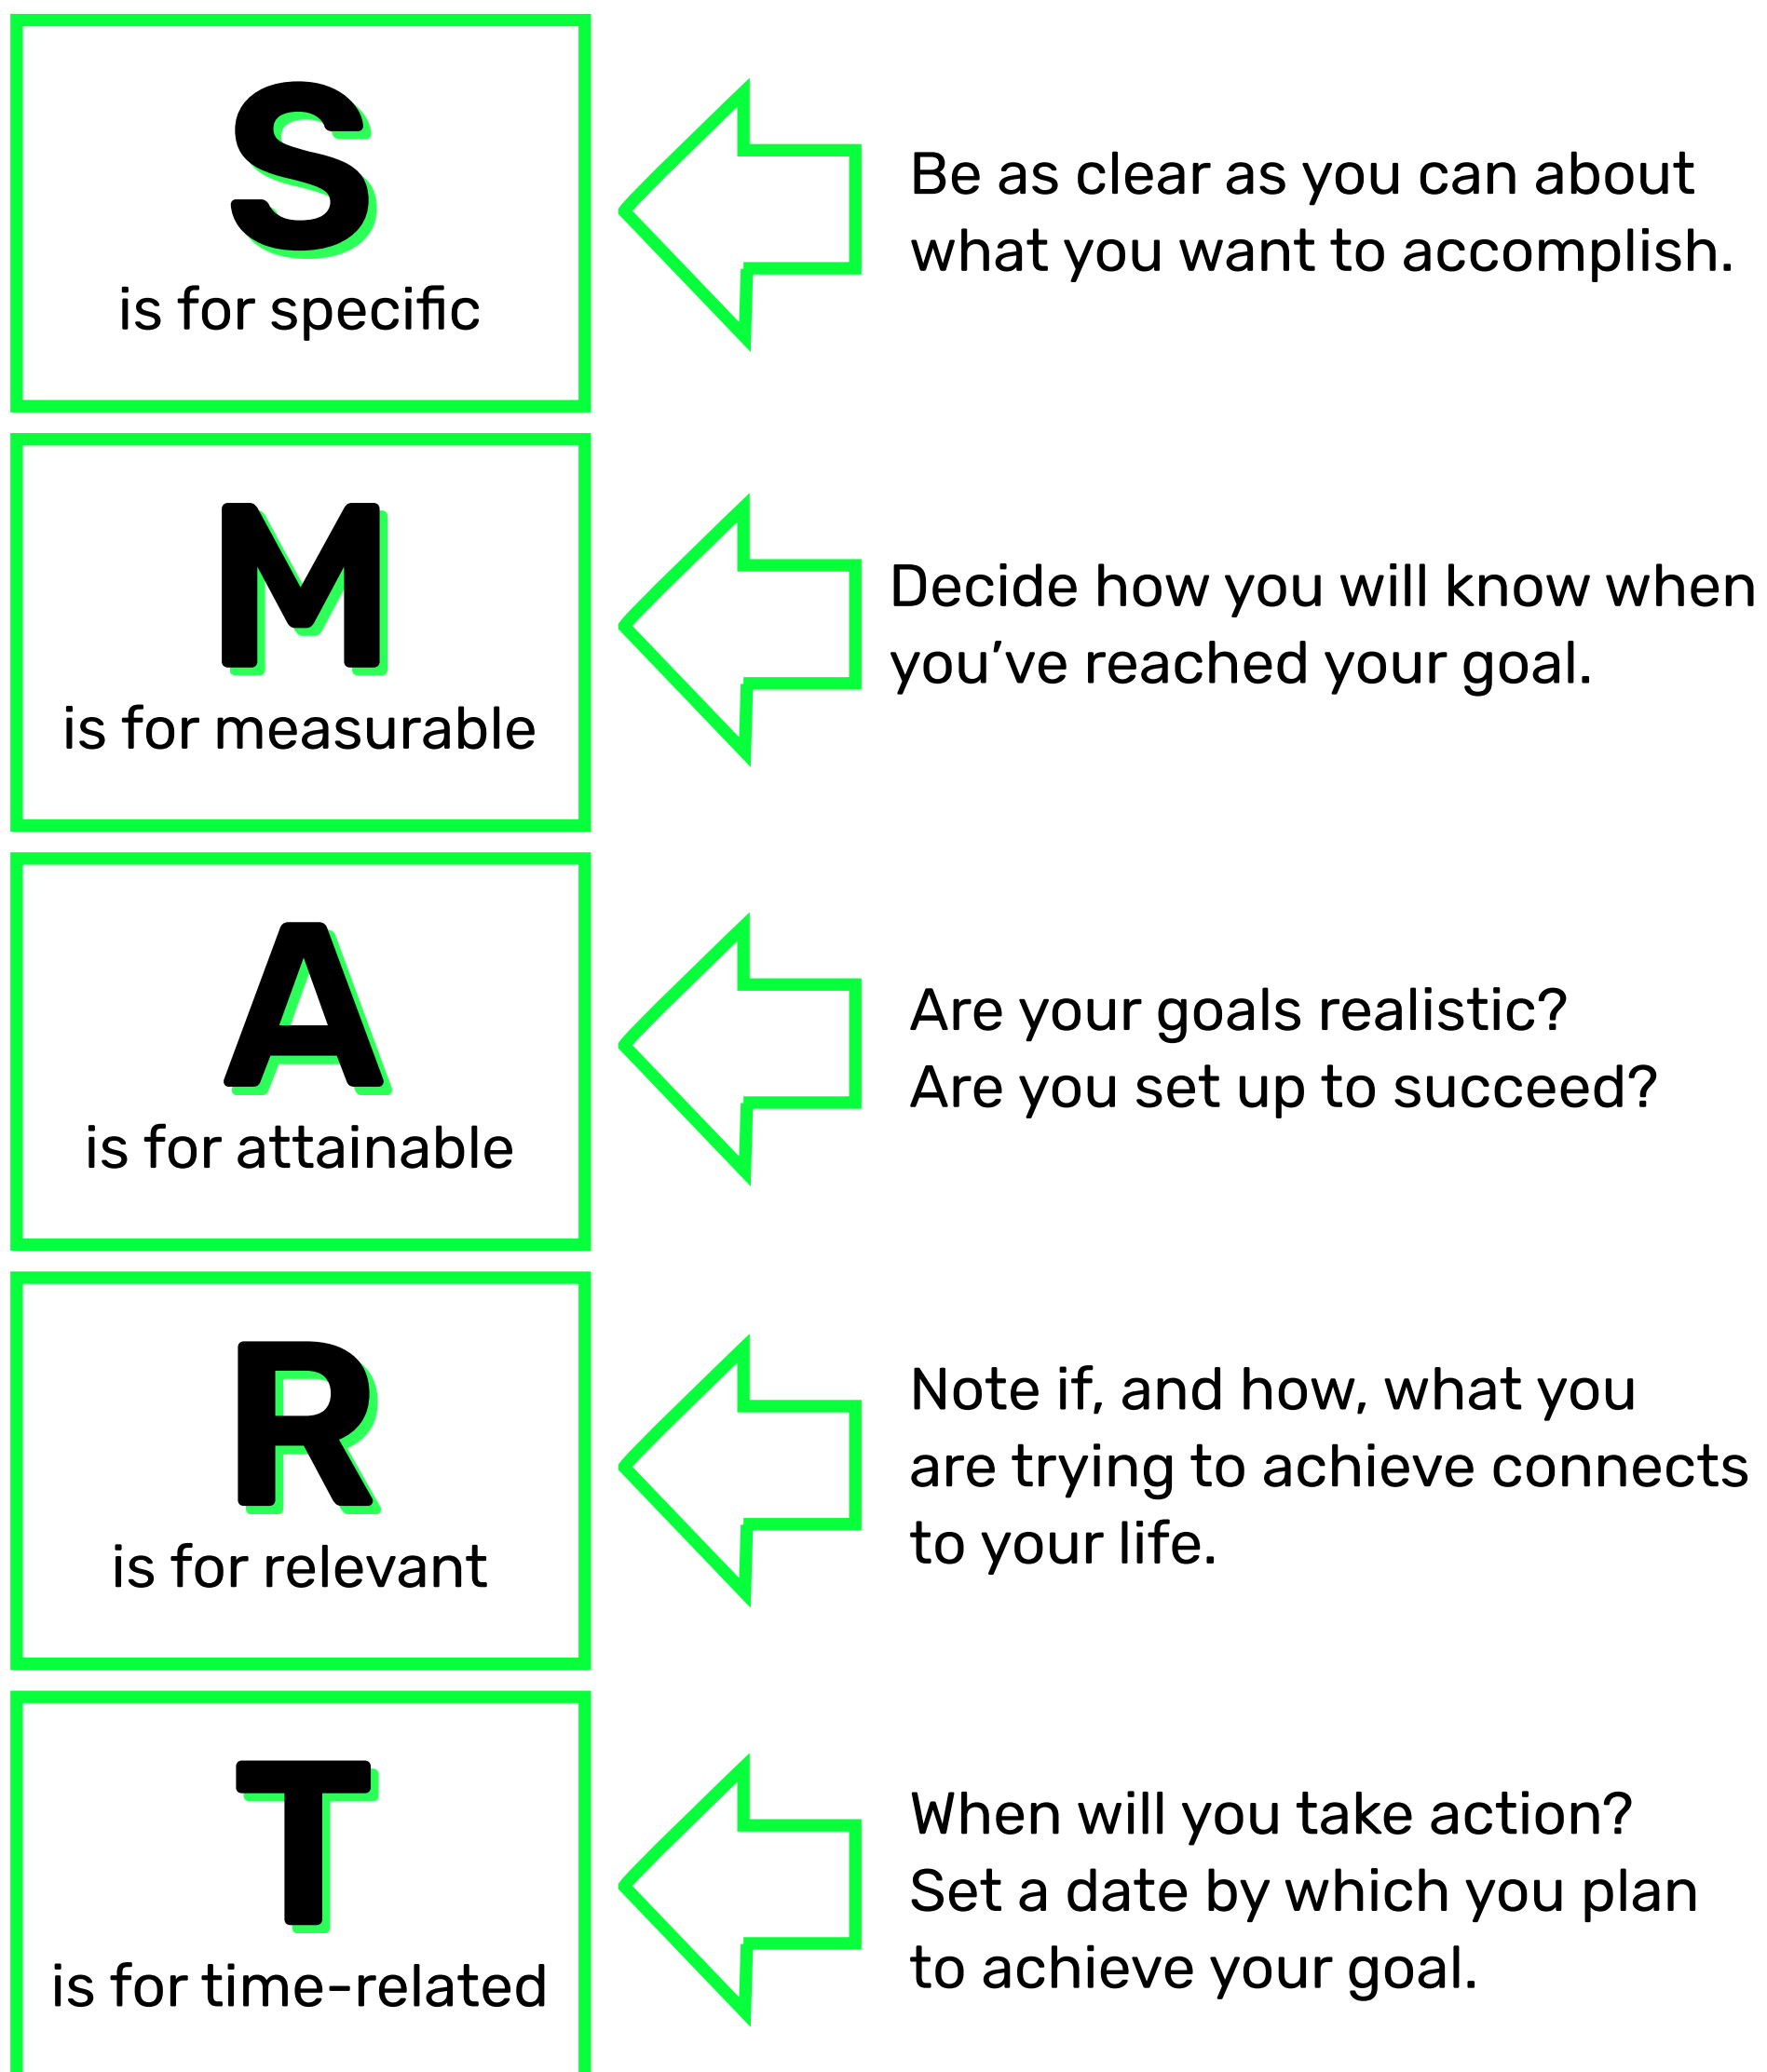 S
is for specific
Be as clear as you can about
what you want to accomplish.
M
is for measurable
Decide how you will know when
you've reached your goal.
A
is for attainable
Are your goals realistic?
Are you set up to succeed?
R
is for relevant
Note if, and how, what you
are trying to achieve connects
to your life.
T
is for time-related
When will you take action?
Set a date by which you plan
to achieve your goal.